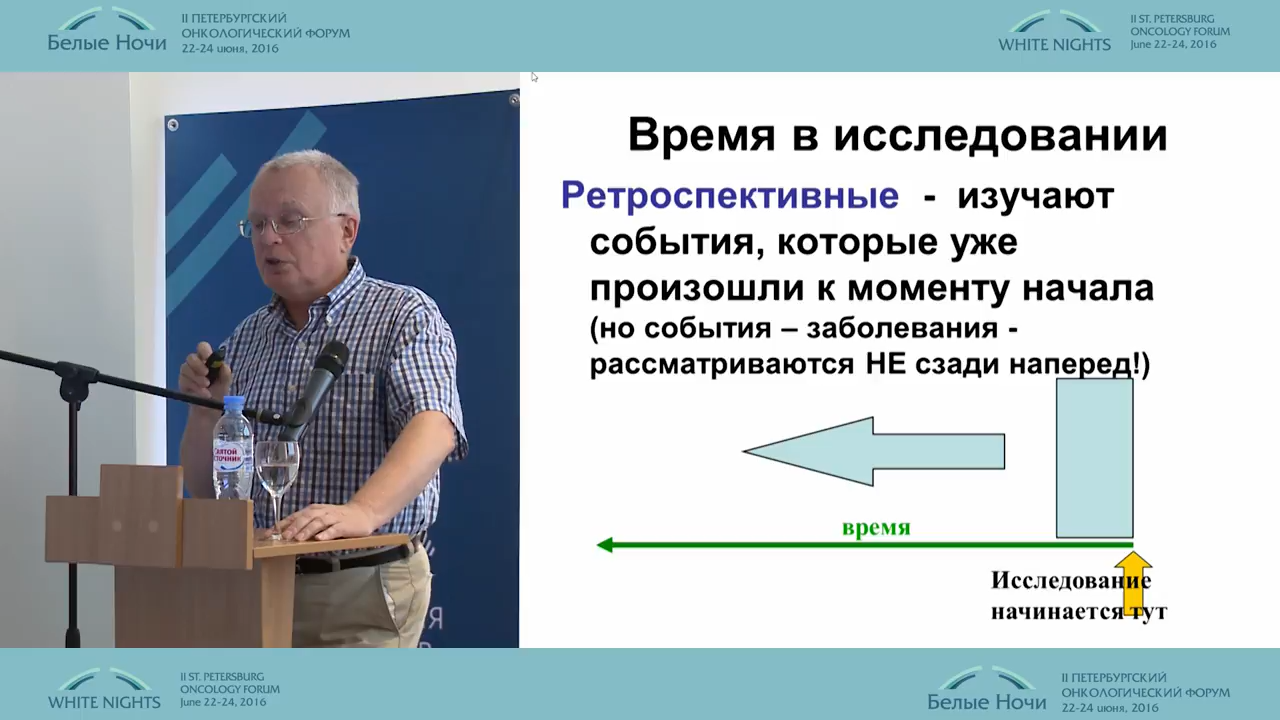 Белые Ночи
II ПЕТЕРБУРГСКИЙ
ОНКОЛОГИЧЕСКИЙ ФОРУМ
22-24 июня, 2016
WHITE NIGHTS
II ST. PETERSBURG
ONCOLOGY FORUM
June 22-24, 2016
Время в исследовании
Ретроспективные - изучают
события, которые уже
произошли к моменту начала
(но события – заболевания -
рассматриваются НЕ сзади наперед!)
время
Исследование
начинается тут
WHITE NIGHTS
II ST. PETERSBURG
ONCOLOGY FORUM
June 22-24, 2016
Белые Ночи
II ПЕТЕРБУРГСКИЙ
ОНКОЛОГИЧЕСКИЙ ФОРУМ
22-24 июня, 2016